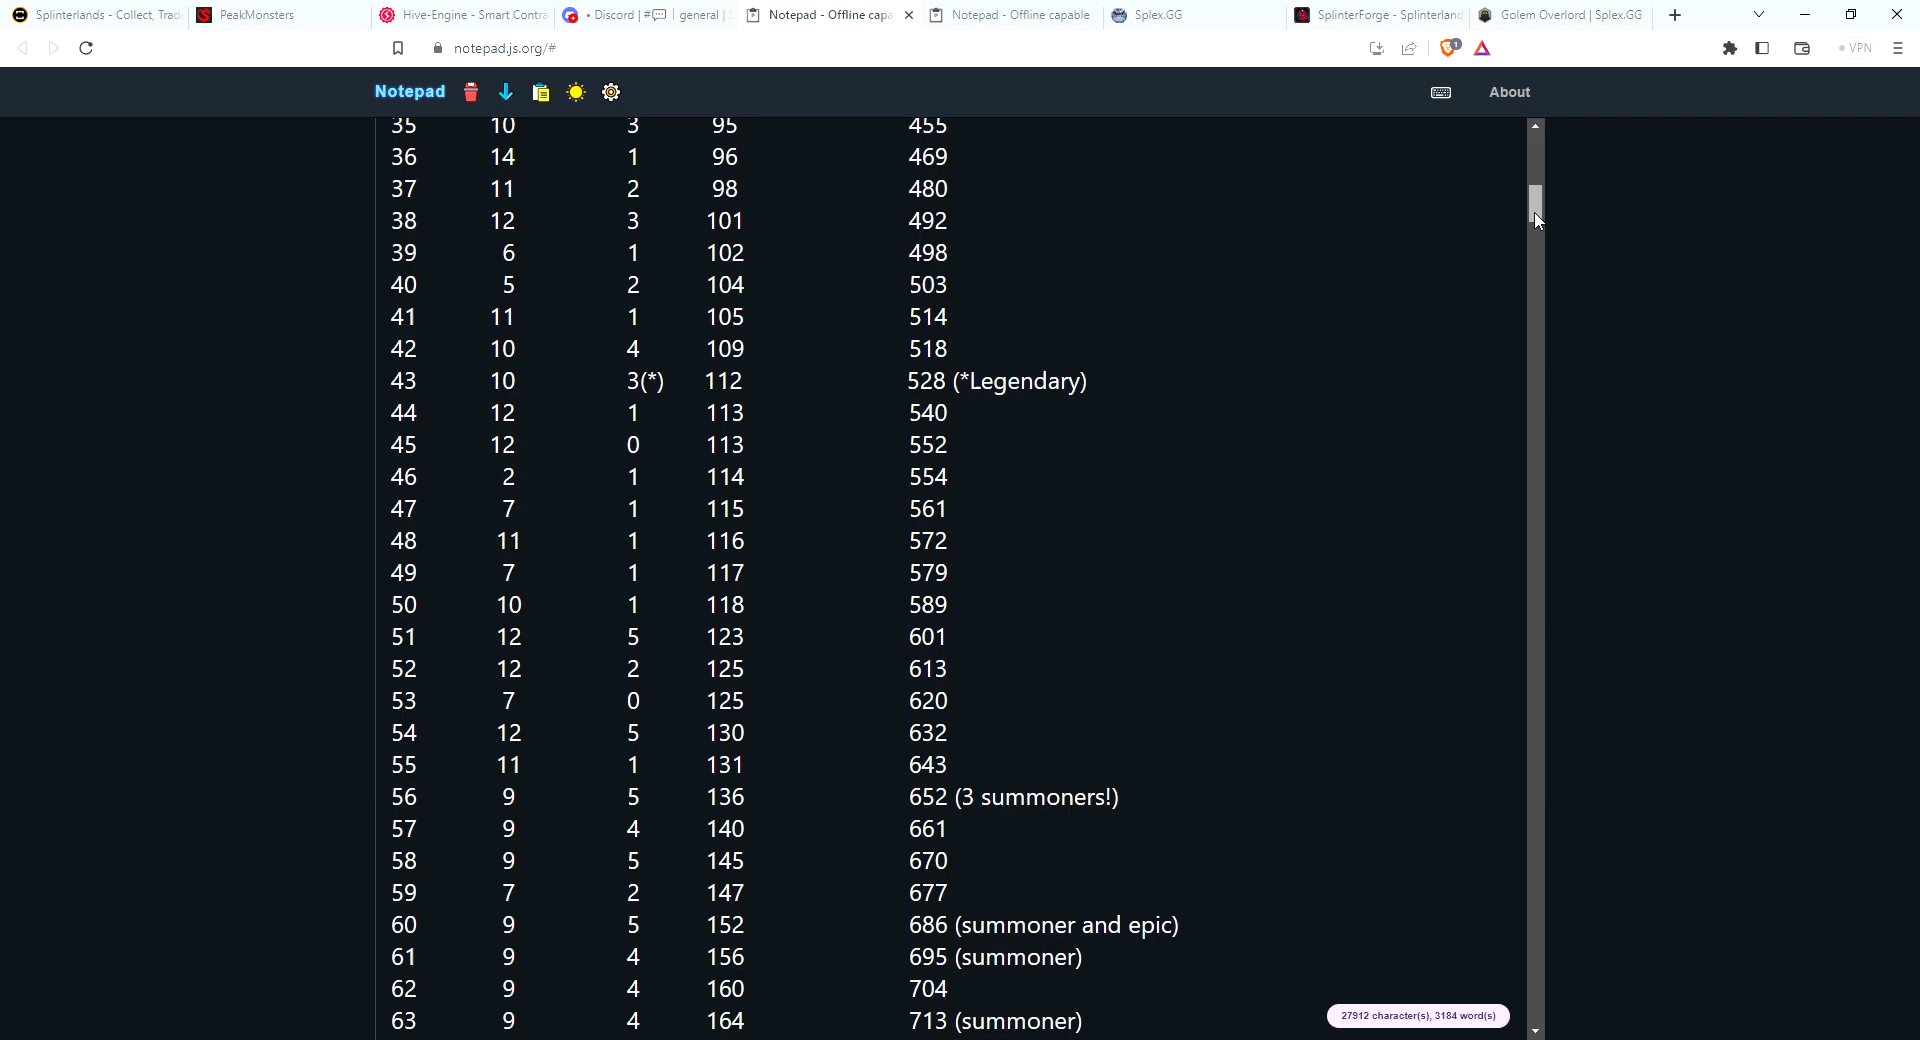 Splinterlands - Collect, Trad
PeakMonsters
Hive-Engine - Smart Contra
• Discord | #💬 | general | S
Notepad - Offline capa
Notepad - Offline capable
Splex.GG
SplinterForge - Splinterland
Golem Overlord | Splex.GG
notepad.js.org/#
1
VPN
Notepad
About
35 10 3 95 455
36 14 1 96 469
37 11 2 98 480
38 12 3 101 492
39 6 1 102 498
40 5 2 104 503
41 11 1 105 514
42 10 4 109 518
43 10 3(*) 112 528 (*Legendary)
44 12 1 113 540
45 12 0 113 552
46 2 1 114 554
47 7 1 115 561
48 11 1 116 572
49 7 1 117 579
50 10 1 118 589
51 12 5 123 601
52 12 2 125 613
53 7 0 125 620
54 12 5 130 632
55 11 1 131 643
56 9 5 136 652 (3 summoners!)
57 9 4 140 661
58 9 5 145 670
59 7 2 147 677
60 9 5 152 686 (summoner and epic)
61 9 4 156 695 (summoner)
62 9 4 160 704
63 9 4 164 713 (summoner)
27912 character(s), 3184 word(s)